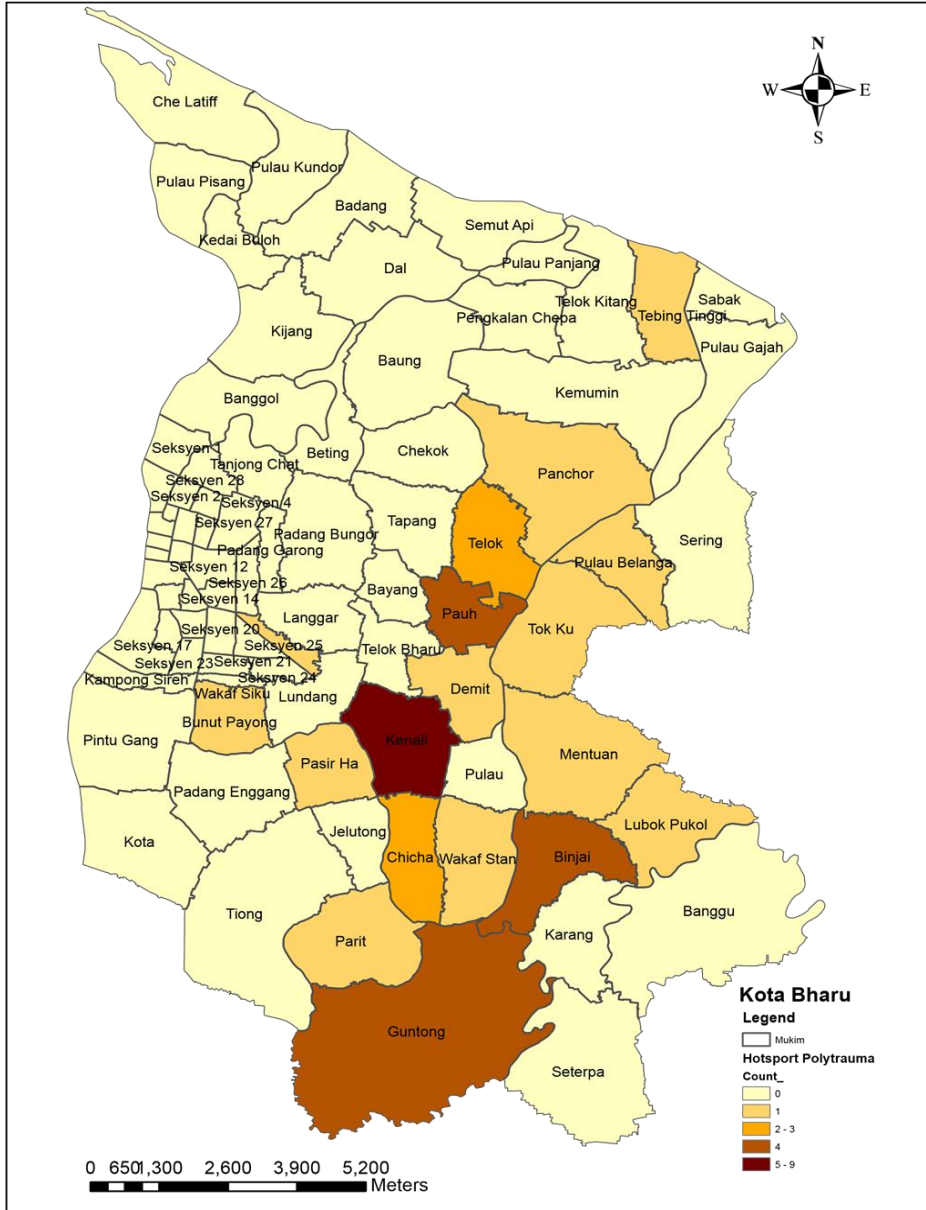 N
W
E
S
Che Latiff
Pulau Kundor
Pulau Pisang
Badang
Semut Api
Kedai Buloh
Pulau Panjang
Dal
Telok Kitang
Sabak
Pengkalan Chepa
Tebing Tinggi
Kijang
Pulau Gajah
Baung
Kemumin
Banggol
Seksyen 1
Beting
Chekok
Tanjong Chat
Panchor
Seksyen 28
Seksyen 2
Seksyen 4
Seksyen 27
Tapang
Padang Bungor
Telok
Sering
Padang Garong
Pulau Belanga
Seksyen 12
Seksyen 26
Bayang
Seksyen 14
Pauh
Langgar
Tok Ku
Seksyen 20
Seksyen 17
Seksyen 25
Telok Bharu
Seksyen 23
Seksyen 21
Kampong Sireh
Seksyen 24
Demit
Wakaf Siku
Lundang
Bunut Payong
Pintu Gang
Kenali
Mentuan
Pasir Ha
Pulau
Padang Enggang
Lubok Pukol
Jelutong
Kota
Chicha
Wakaf Stan
Binjai
Banggu
Tiong
Karang
Parit
Guntong
Seterpa
Kota Bharu
Legend
Mukim
Hotsport Polytrauma
Count_
0
1
2 - 3
4
5 - 9
0 650 1,300 2,600 3,900 5,200
Meters